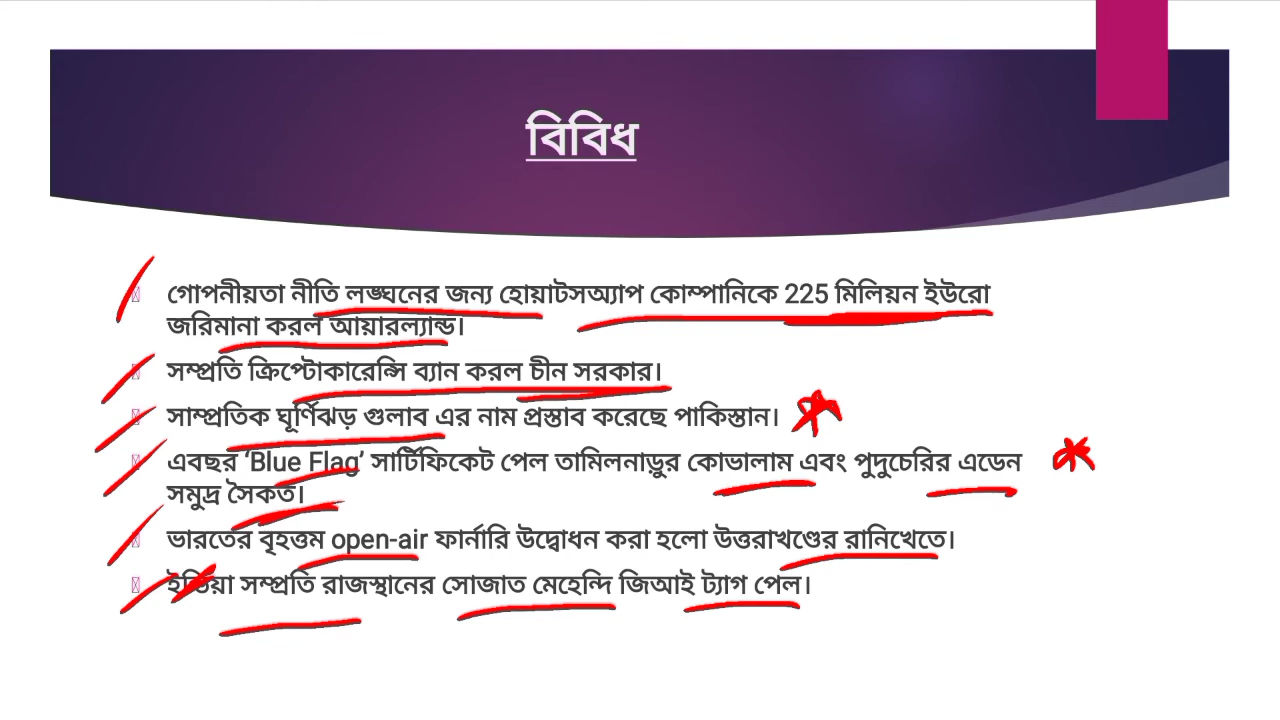 বিবিধ
গোপনীয়তা নীতি লঙ্ঘনের জন্য হোয়াটসঅ্যাপ কোম্পানিকে 225 মিলিয়ন ইউরো
জরিমানা করল আয়ারল্যান্ড।
সম্প্রতি ক্রিপ্টোকারেন্সি ব্যান করল চীন সরকার।
সাম্প্রতিক ঘূর্ণিঝড় গুলাব এর নাম প্রস্তাব করেছে পাকিস্তান।
এবছর ‘Blue Flag’ সার্টিফিকেট পেল তামিলনাড়ুর কোভালাম এবং পুদুচেরির এডেন
সমুদ্র সৈকত।
ভারতের বৃহত্তম open-air ফার্নারি উদ্বোধন করা হলো উত্তরাখণ্ডের রানিখেতে।
ইন্ডিয়া সম্প্রতি রাজস্থানের সোজাত মেহেন্দি জিআই ট্যাগ পেল।